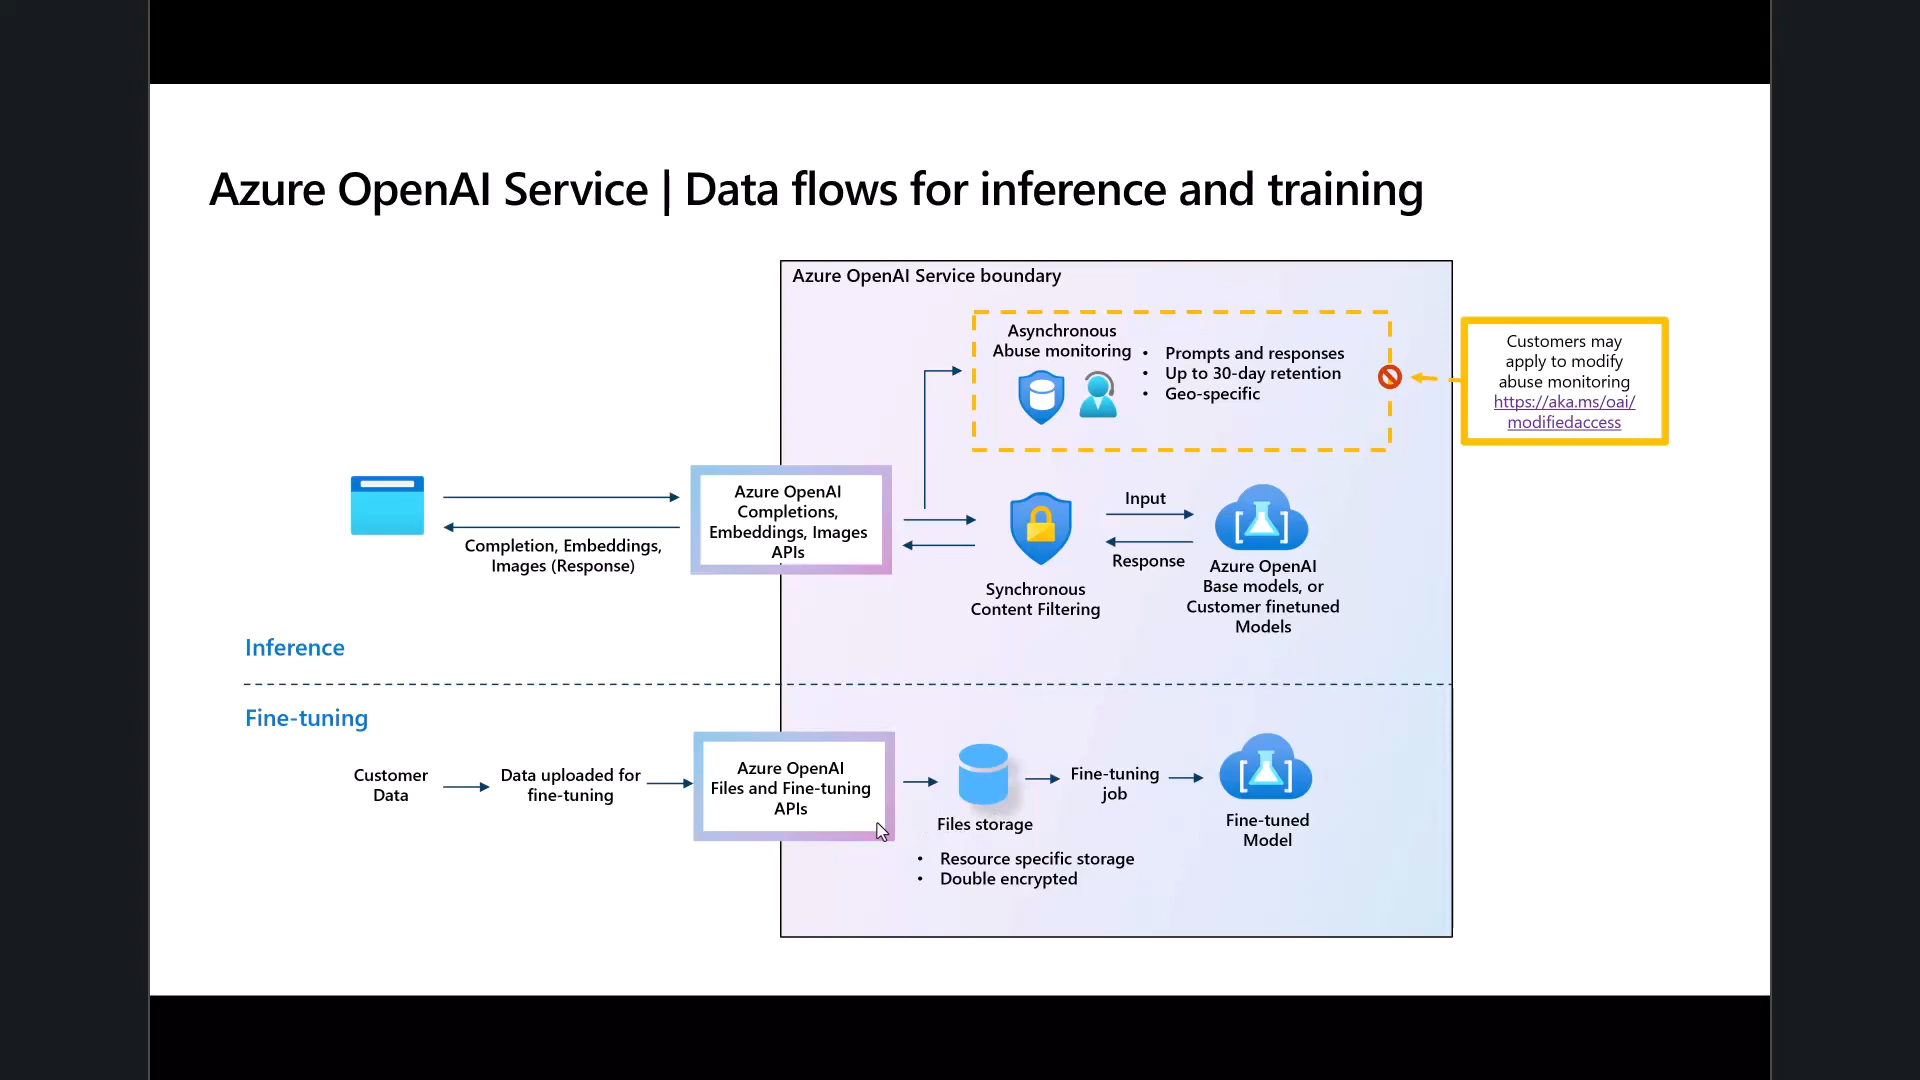 Azure OpenAI Service | Data flows for inference and training
Azure OpenAI Service boundary
Asynchronous
Abuse monitoring
• Prompts and responses
• Up to 30-day retention
• Geo-specific
Customers may
apply to modify
abuse monitoring
https://aka.ms/oai/
modifiedaccess
Azure OpenAI
Completions,
Embeddings, Images
APIs
Completion, Embeddings,
Images (Response)
Input
Response
Synchronous
Content Filtering
Azure OpenAI
Base models, or
Customer finetuned
Models
Inference
Fine-tuning
Customer
Data
Data uploaded for
fine-tuning
Azure OpenAI
Files and Fine-tuning
APIs
Files storage
• Resource specific storage
• Double encrypted
Fine-tuning
job
Fine-tuned
Model